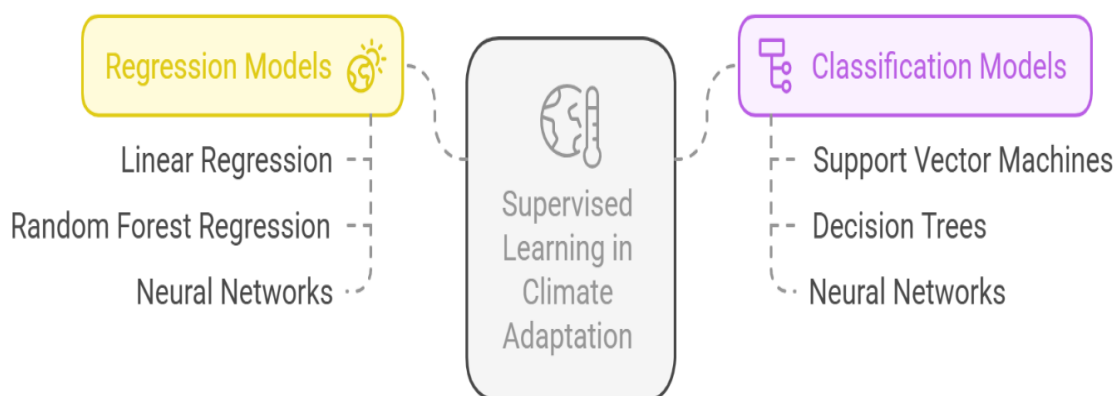 Regression Models
Linear Regression
Random Forest Regression
Neural Networks
Supervised
Learning in
Climate
Adaptation
Classification Models
Support Vector Machines
Decision Trees
Neural Networks